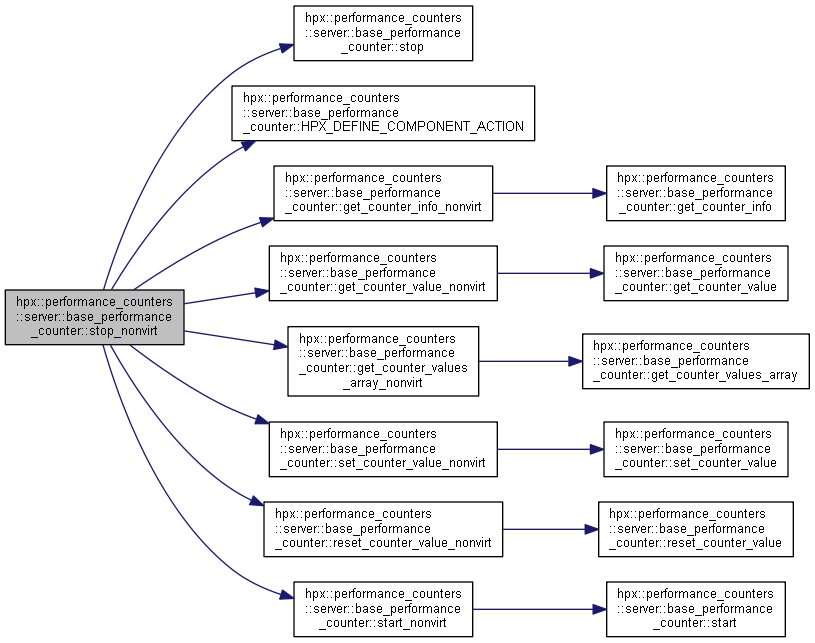 hpx::performance_counters
::server::base_performance
_counter::stop
hpx::performance_counters
::server::base_performance
_counter::HPX_DEFINE_COMPONENT_ACTION
hpx::performance_counters
::server::base_performance
_counter::get_counter_info_nonvirt
hpx::performance_counters
::server::base_performance
_counter::get_counter_info
hpx::performance_counters
::server::base_performance
_counter::get_counter_value_nonvirt
hpx::performance_counters
::server::base_performance
_counter::get_counter_value
hpx::performance_counters
::server::base_performance
_counter::stop_nonvirt
hpx::performance_counters
::server::base_performance
_counter::get_counter_values
_array_nonvirt
hpx::performance_counters
::server::base_performance
_counter::get_counter_values_array
hpx::performance_counters
::server::base_performance
_counter::set_counter_value_nonvirt
hpx::performance_counters
::server::base_performance
_counter::set_counter_value
hpx::performance_counters
::server::base_performance
_counter::reset_counter_value_nonvirt
hpx::performance_counters
::server::base_performance
_counter::reset_counter_value
hpx::performance_counters
::server::base_performance
_counter::start_nonvirt
hpx::performance_counters
::server::base_performance
_counter::start